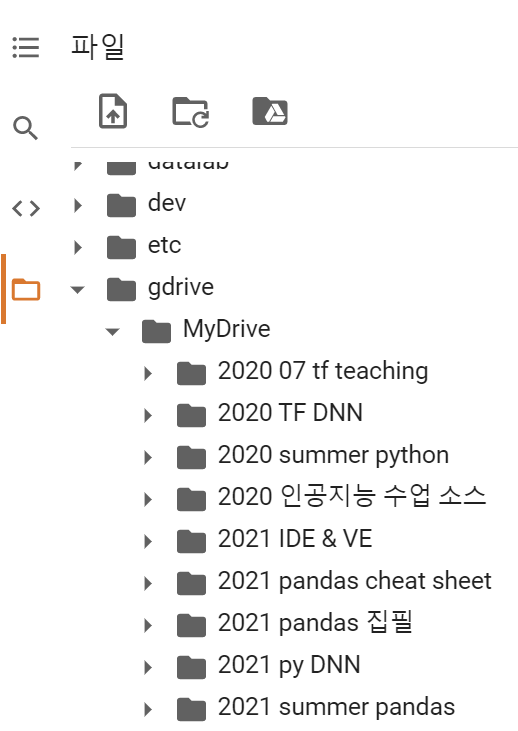 파일
datalab
dev
etc
gdrive
MyDrive
2020 07 tf teaching
2020 TF DNN
2020 summer python
2020 인공지능 수업 소스
2021 IDE & VE
2021 pandas cheat sheet
2021 pandas 집필
2021 py DNN
2021 summer pandas